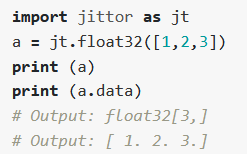 import jittor as jt
a = jt.float32([1,2,3])
print (a)
print (a.data)
# Output: float32[3,]
# Output: [ 1. 2. 3.]